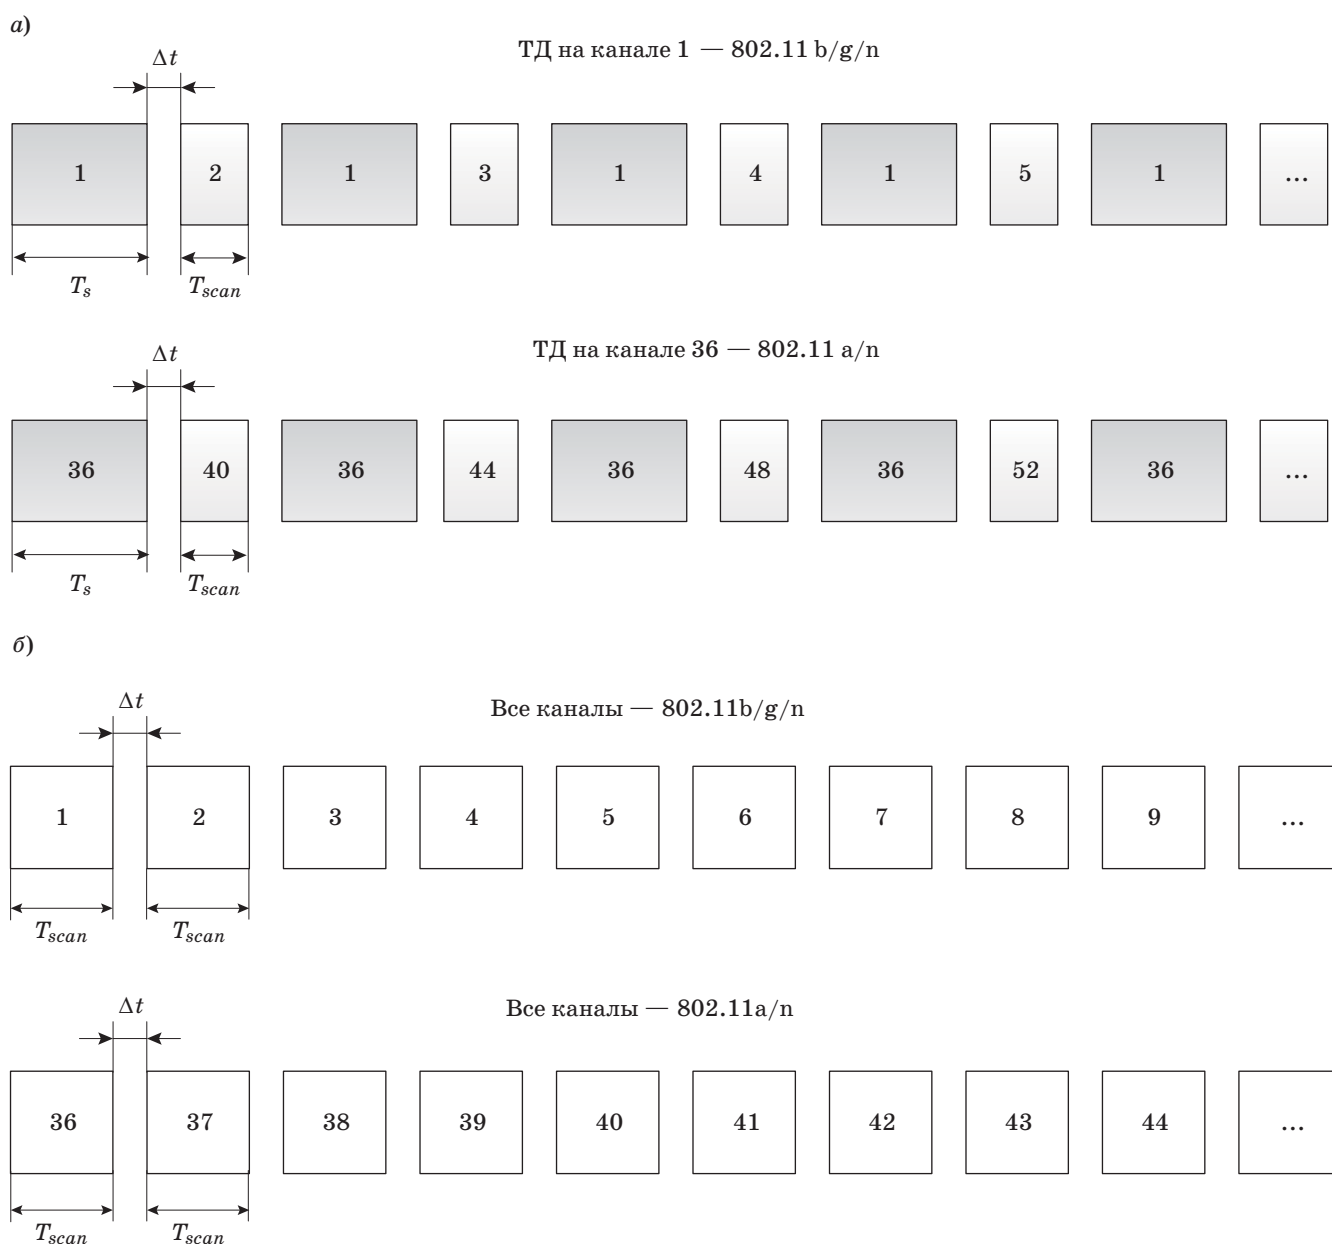 а)
ТД на канале 1 — 802.11 b/g/n
Δt
1 2 1 3 1 4 1 5 1 ...
T_s T_scan
ТД на канале 36 — 802.11 a/n
Δt
36 40 36 44 36 48 36 52 36 ...
T_s T_scan
б)
Все каналы — 802.11b/g/n
Δt
1 2 3 4 5 6 7 8 9 ...
T_scan T_scan
Все каналы — 802.11a/n
Δt
36 37 38 39 40 41 42 43 44 ...
T_scan T_scan